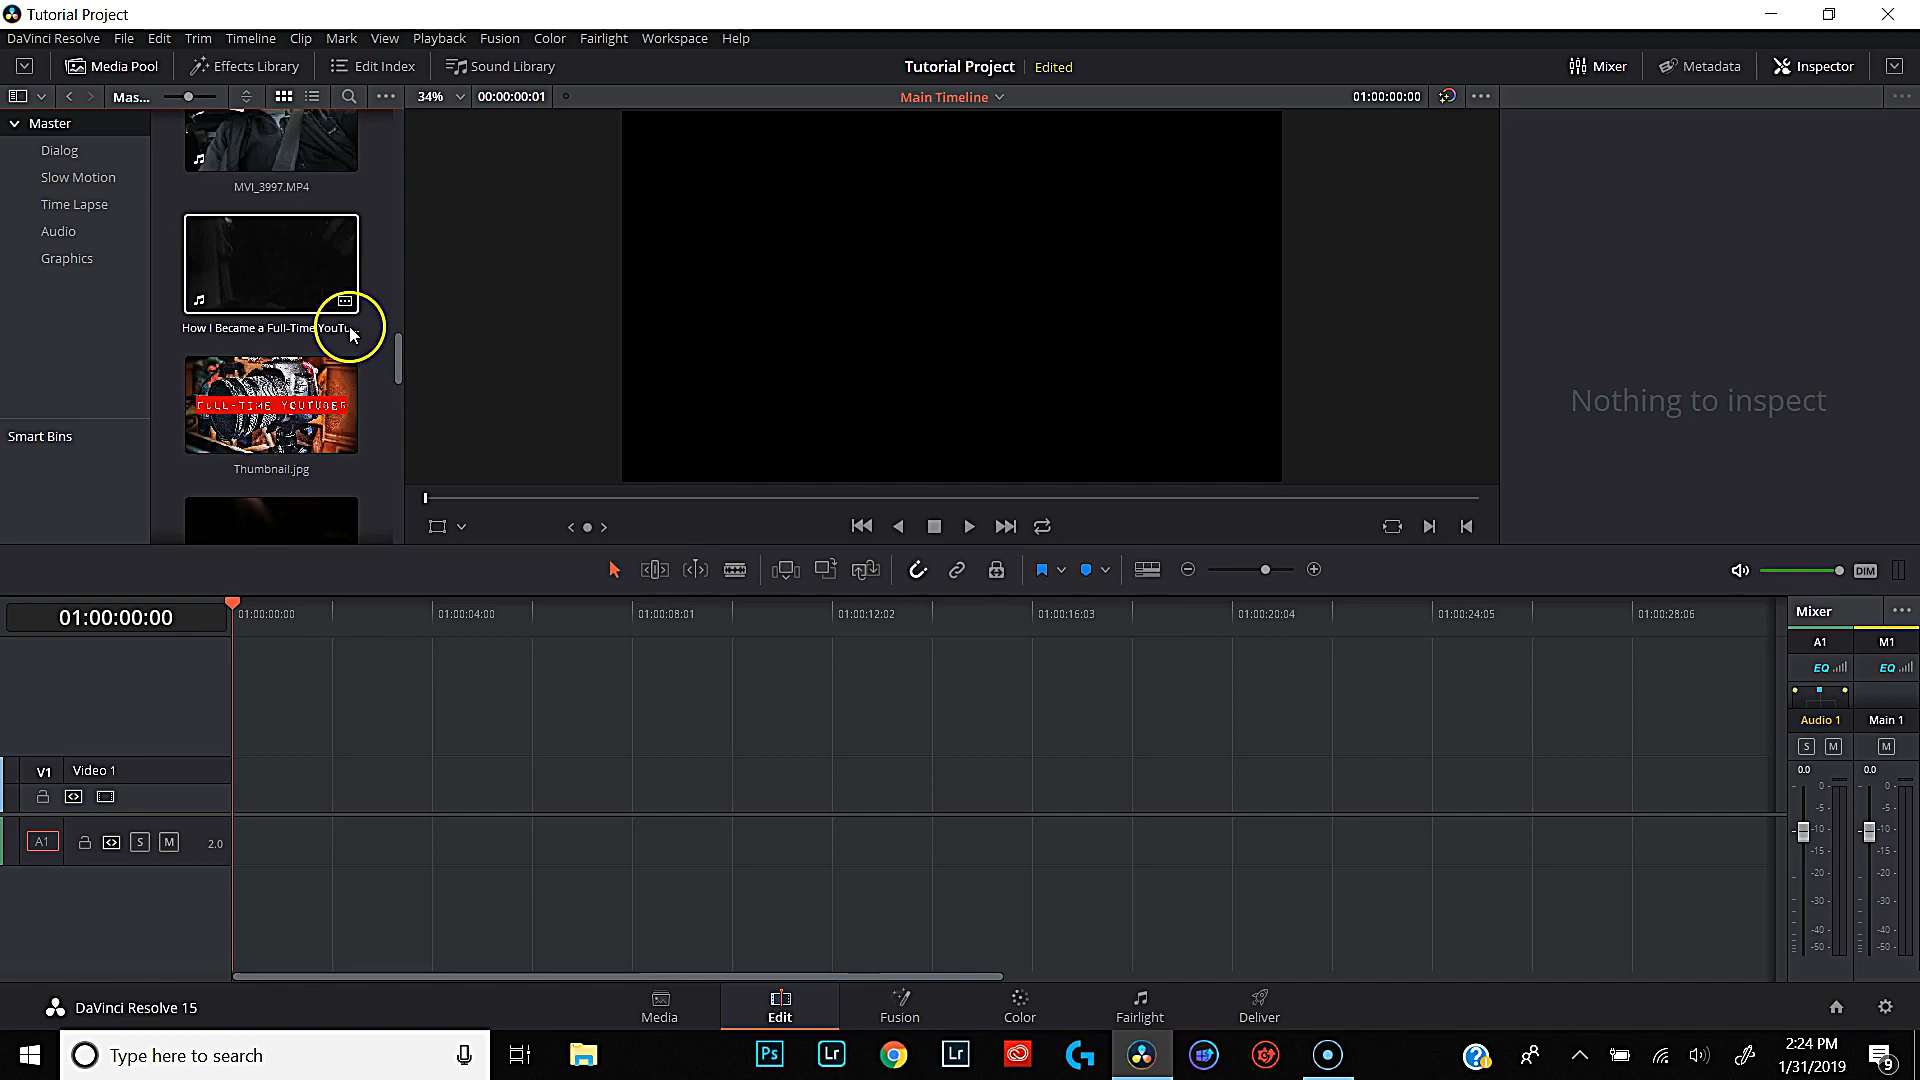 Tutorial Project
DaVinci Resolve File Edit Trim Timeline Clip Mark View Playback Fusion Color Fairlight Workspace Help
Media Pool Effects Library Edit Index Sound Library Tutorial Project Edited Mixer Metadata Inspector
Mas... 34% 00:00:00:01 Main Timeline 01:00:00:00
Master
Dialog
Slow Motion
Time Lapse
Audio
Graphics
Smart Bins
MVI_3997.MP4
How I Became a Full-Time YouTu...
FULL-TIME YOUTUBER
Thumbnail.jpg
Nothing to inspect
DIM
01:00:00:00
01:00:00:00 01:00:04:00 01:00:08:01 01:00:12:02 01:00:16:03 01:00:20:04 01:00:24:05 01:00:28:06
V1 Video 1
A1 S M 2.0
Mixer
A1 M1
EQ EQ
Audio 1 Main 1
S M M
0.0 0.0
0- 0-
-5- -5-
-10- -10-
-15- -15-
-20- -20-
-30- -30-
-40- -40-
-50- -50-
DaVinci Resolve 15
Media Edit Fusion Color Fairlight Deliver
Type here to search
Ps Lr Lr
2:24 PM
1/31/2019
9